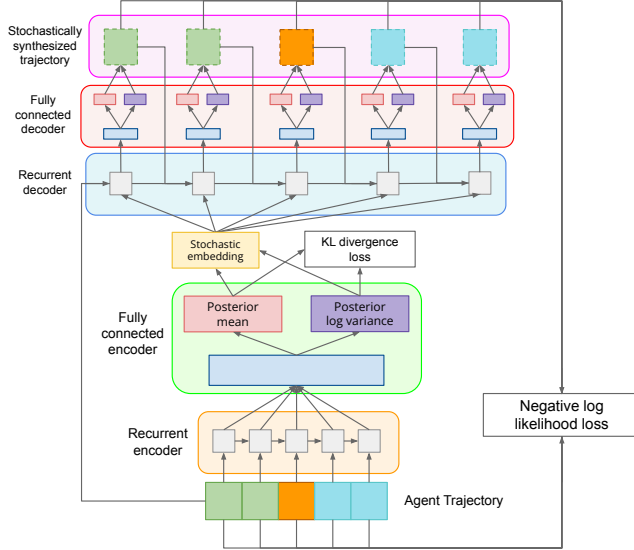 Stochastically
synthesized
trajectory
Fully
connected
decoder
Recurrent
decoder
Stochastic
embedding
KL divergence
loss
Fully
connected
encoder
Posterior
mean
Posterior
log variance
Negative log
likelihood loss
Recurrent
encoder
Agent Trajectory